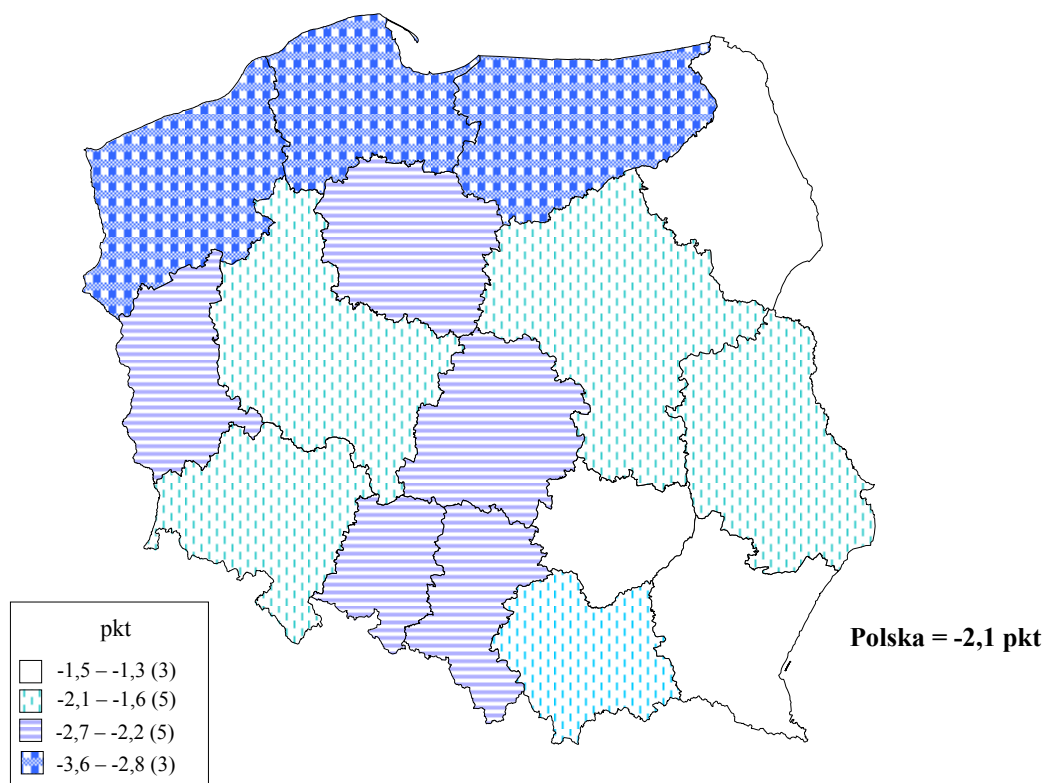 Polska = -2,1 pkt
pkt
-1,5 – -1,3 (3)
-2,1 – -1,6 (5)
-2,7 – -2,2 (5)
-3,6 – -2,8 (3)